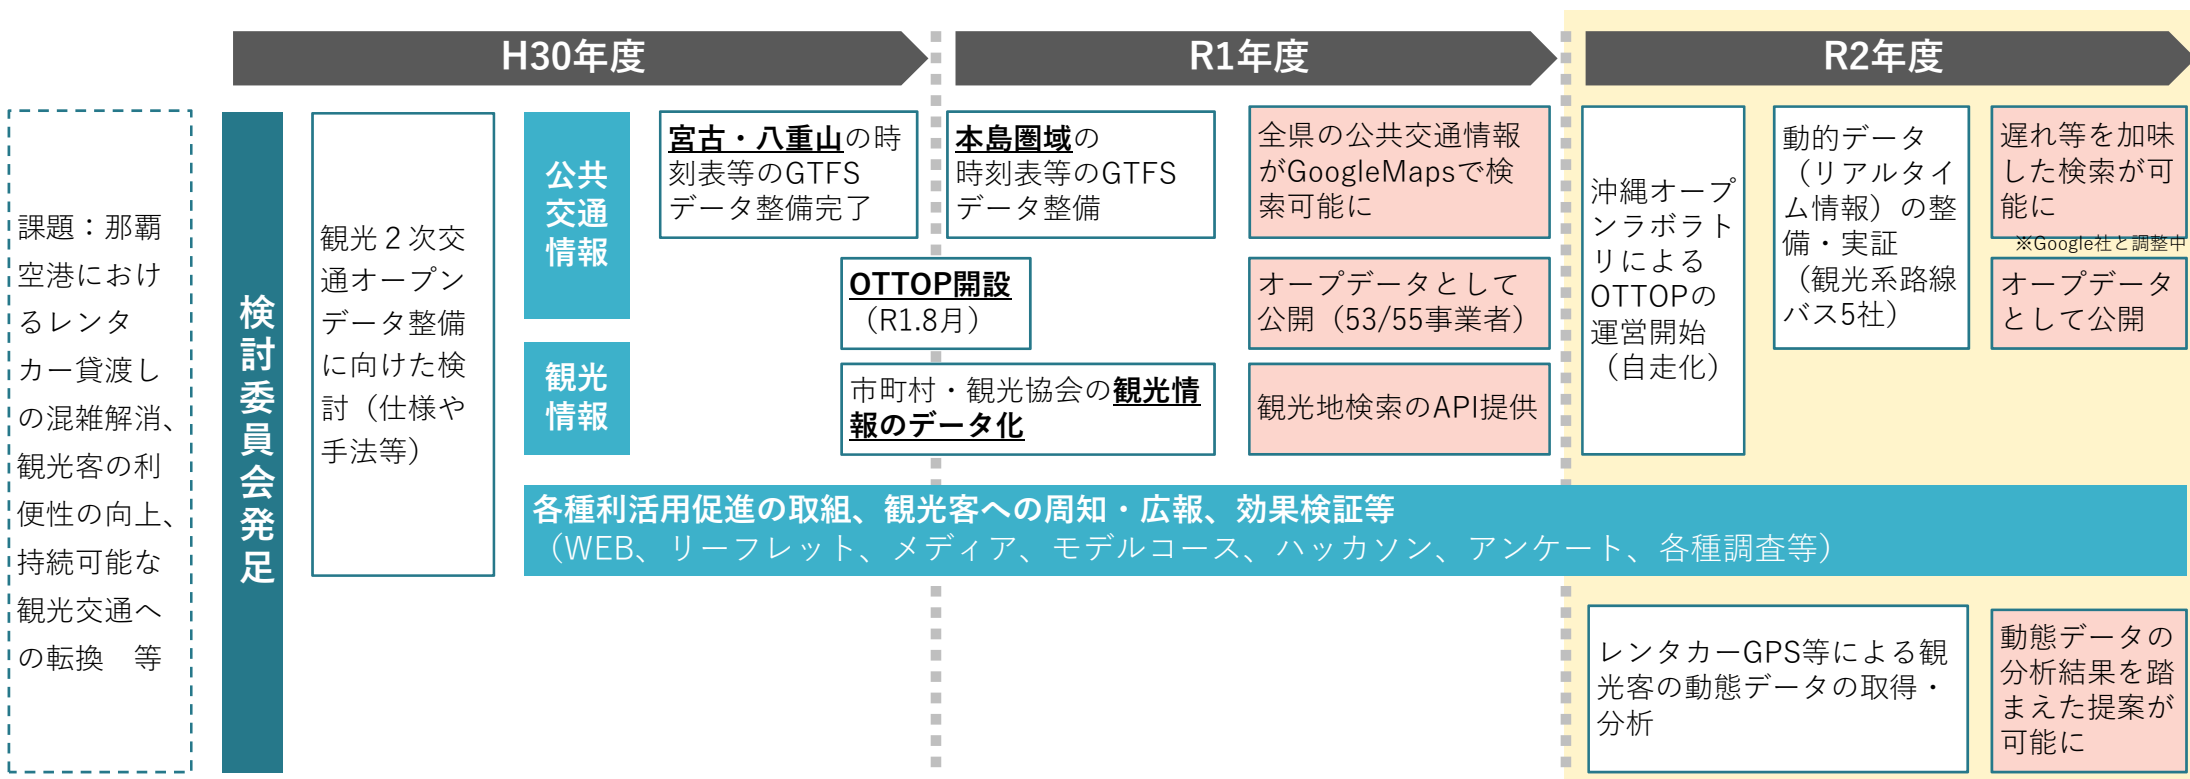 H30年度
R1年度
R2年度
課題：那覇
空港におけ
るレンタ
カー貸渡し
の混雑解消、
観光客の利
便性の向上、
持続可能な
観光交通へ
の転換　等
検討委員会発足
観光２次交
通オープン
データ整備
に向けた検
討（仕様や
手法等）
公共
交通
情報
宮古・八重山の時
刻表等のGTFS
データ整備完了
本島圏域の
時刻表等のGTFS
データ整備
全県の公共交通情報
がGoogleMapsで検
索可能に
OTTOP開設
（R1.8月）
オープデータとして
公開（53/55事業者）
観光
情報
市町村・観光協会の観光情
報のデータ化
観光地検索のAPI提供
沖縄オープ
ンラボラト
リによる
OTTOPの
運営開始
（自走化）
動的データ
（リアルタイ
ム情報）の整
備・実証
（観光系路線
バス5社）
遅れ等を加味
した検索が可
能に
※Google社と調整中
オープデータ
として公開
各種利活用促進の取組、観光客への周知・広報、効果検証等
（WEB、リーフレット、メディア、モデルコース、ハッカソン、アンケート、各種調査等）
レンタカーGPS等による観
光客の動態データの取得・
分析
動態データの
分析結果を踏
まえた提案が
可能に